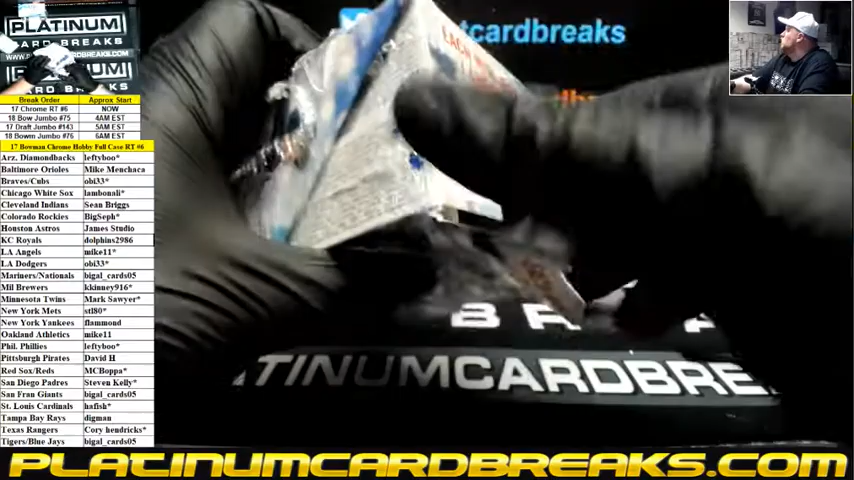 PLATINUM
CARD BREAKS
tcardbreaks
Break Order Approx Start
17 Chrome RT #6 NOW
18 Bow Jumbo #75 4AM EST
17 Draft Jumbo #143 5AM EST
18 Bowm Jumbo #76 6AM EST
17 Bowman Chrome Hobby Full Case RT #6
Arz. Diamondbacks leftyboo*
Baltimore Orioles Mike Menchaca
Braves/Cubs obi33*
Chicago White Sox lambonali*
Cleveland Indians Sean Briggs
Colorado Rockies BigSeph*
Houston Astros James Studio
KC Royals dolphins2986
LA Angels mike11*
LA Dodgers obi33*
Mariners/Nationals bigal_cards05
Mil Brewers kkinney916*
Minnesota Twins Mark Sawyer*
New York Mets stl80*
New York Yankees flammond
Oakland Athletics mike11
Phil. Phillies leftyboo*
Pittsburgh Pirates David H
Red Sox/Reds MCBoppa*
San Diego Padres Steven Kelly*
San Fran Giants bigal_cards05
St. Louis Cardinals hafish*
Tampa Bay Rays digman
Texas Rangers Cory hendricks*
Tigers/Blue Jays bigal_cards05
EACH
B R
TINUMCARDBRE
PLATINUMCARDBREAKS.COM